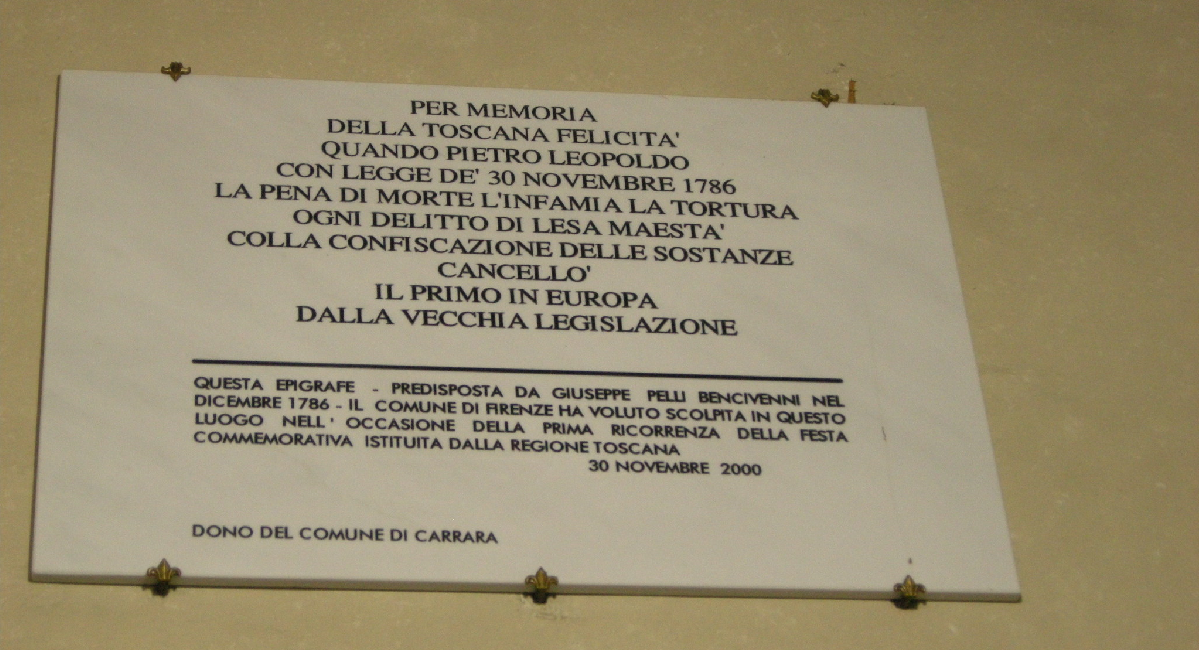 PER MEMORIA
DELLA TOSCANA FELICITA'
QUANDO PIETRO LEOPOLDO
CON LEGGE DE' 30 NOVEMBRE 1786
LA PENA DI MORTE L'INFAMIA LA TORTURA
OGNI DELITTO DI LESA MAESTA'
COLLA CONFISCAZIONE DELLE SOSTANZE
CANCELLO'
IL PRIMO IN EUROPA
DALLA VECCHIA LEGISLAZIONE
QUESTA EPIGRAFE - PREDISPOSTA DA GIUSEPPE PELLI BENCIVENNI NEL
DICEMBRE 1786 - IL COMUNE DI FIRENZE HA VOLUTO SCOLPITA IN QUESTO
LUOGO NELL' OCCASIONE DELLA PRIMA RICORRENZA DELLA FESTA
COMMEMORATIVA ISTITUITA DALLA REGIONE TOSCANA
30 NOVEMBRE 2000
DONO DEL COMUNE DI CARRARA